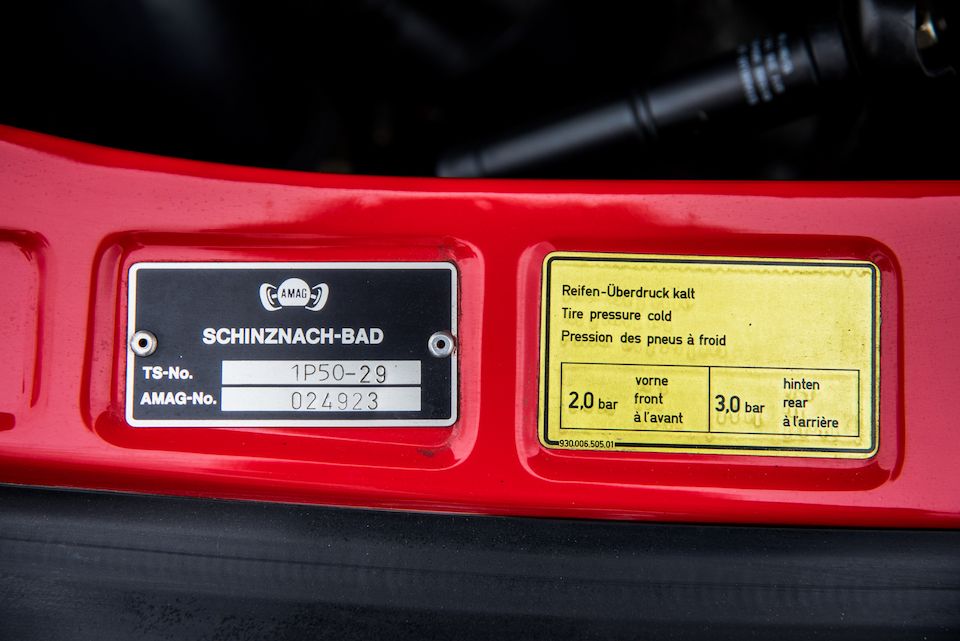 AMAG
SCHINZNACH-BAD
TS-No. 1P50-29
AMAG-No. 024923
Reifen-Überdruck kalt
Tire pressure cold
Pression des pneus à froid
2,0 bar
vorne
front
à l'avant
3,0 bar
hinten
rear
à l'arrière
930.006.505.01